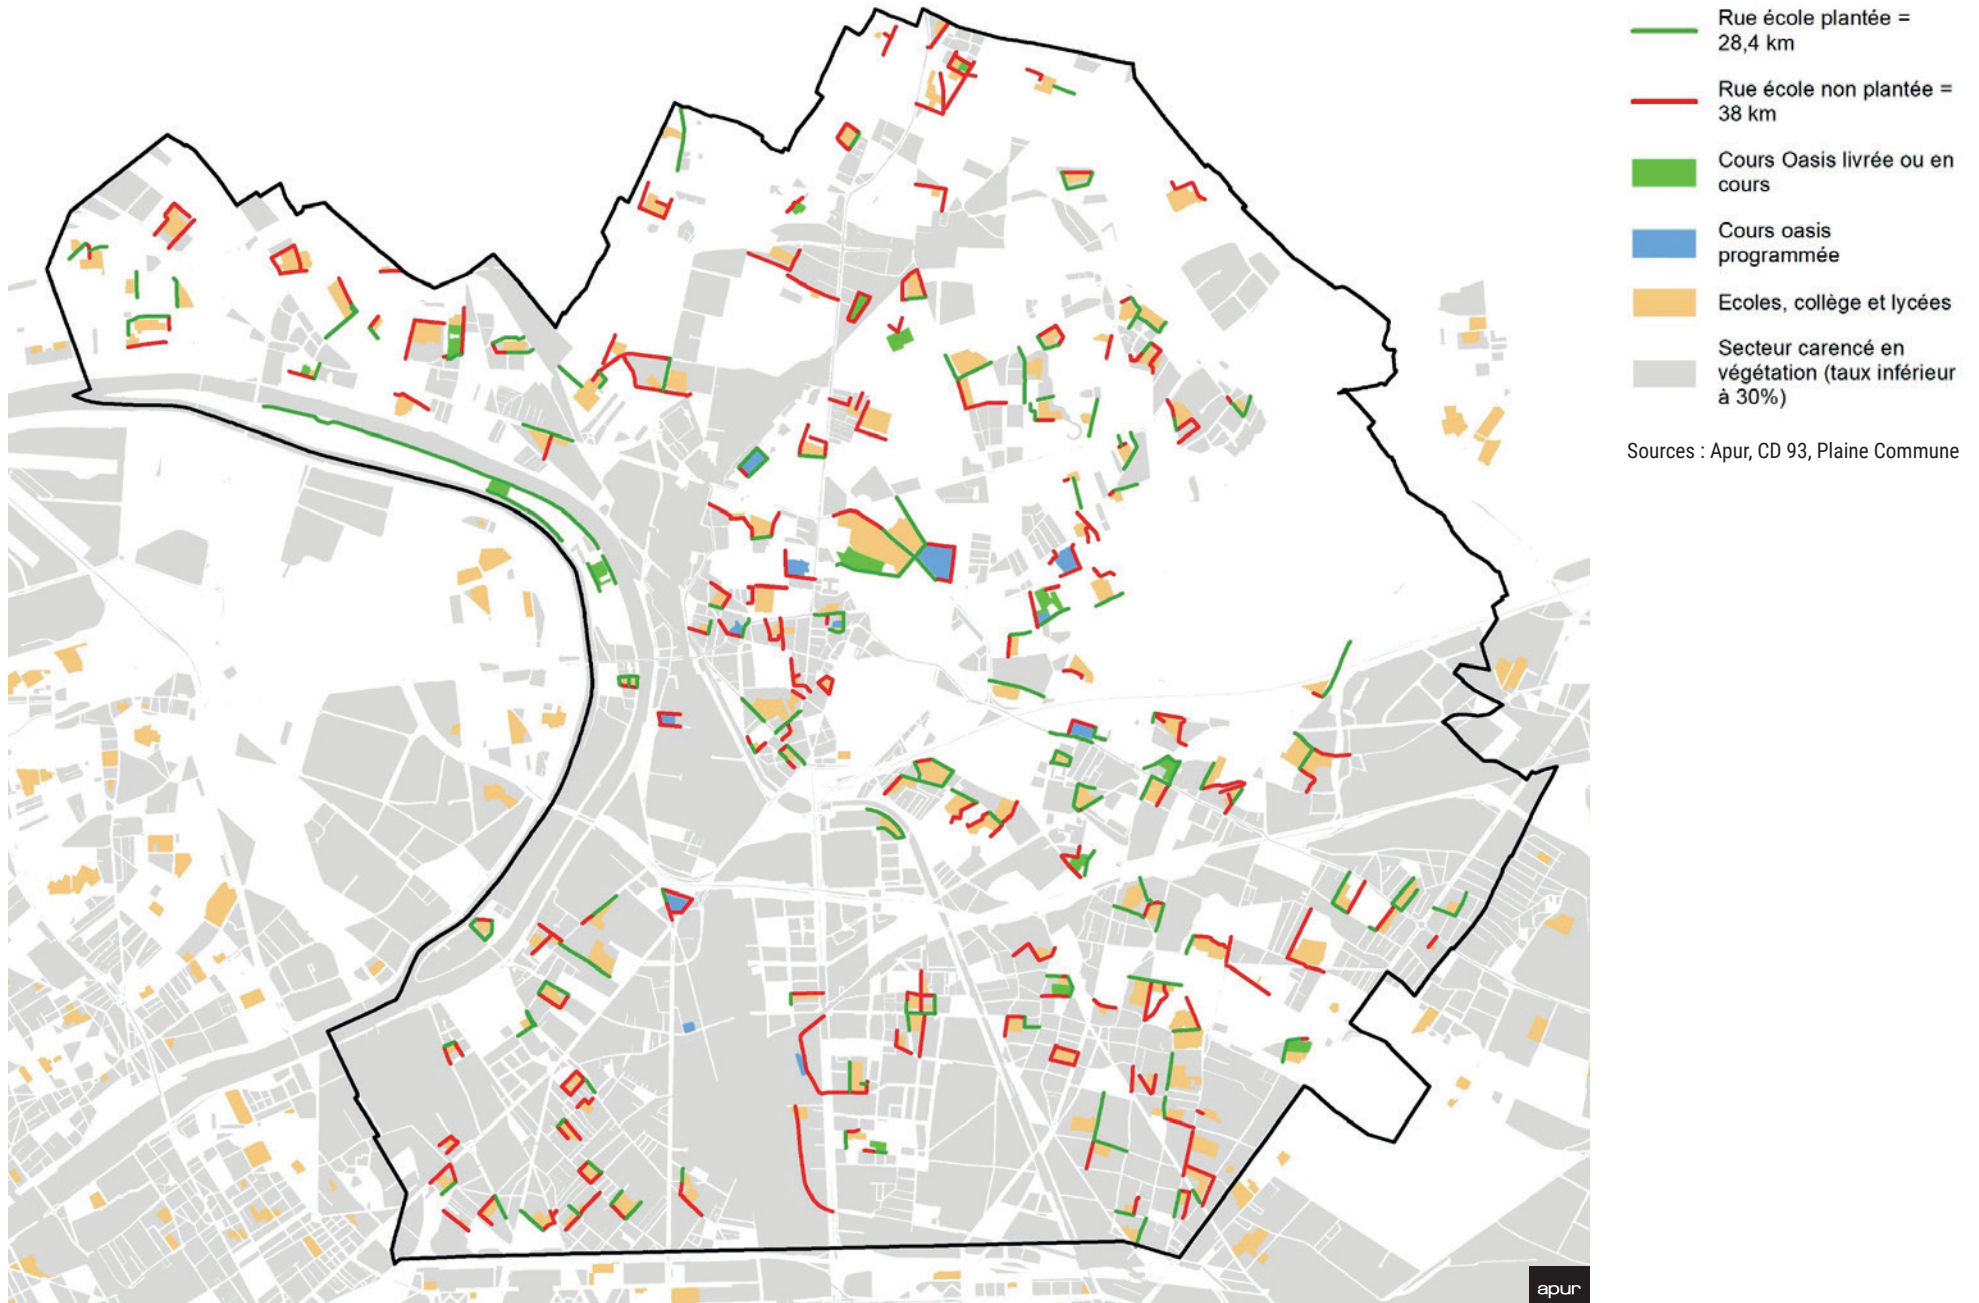 Rue école plantée =
28,4 km
Rue école non plantée =
38 km
Cours Oasis livrée ou en
cours
Cours oasis
programmée
Ecoles, collège et lycées
Secteur carencé en
végétation (taux inférieur
à 30%)
Sources : Apur, CD 93, Plaine Commune
apur